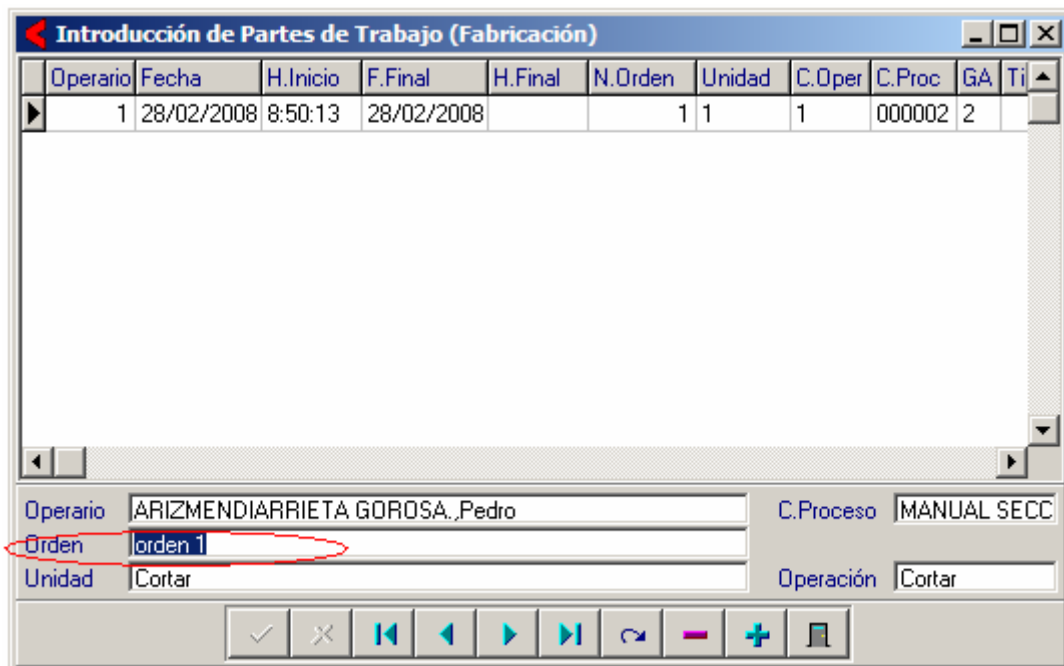 Introducción de Partes de Trabajo (Fabricación)
Operario Fecha H.Inicio F.Final H.Final N.Orden Unidad C.Oper C.Proc GA Ti
1 28/02/2008 8:50:13 28/02/2008 1 1 1 000002 2
Operario ARIZMENDIARRIETA GOROSA.,Pedro C.Proceso MANUAL SECC
Orden orden 1
Unidad Cortar Operación Cortar